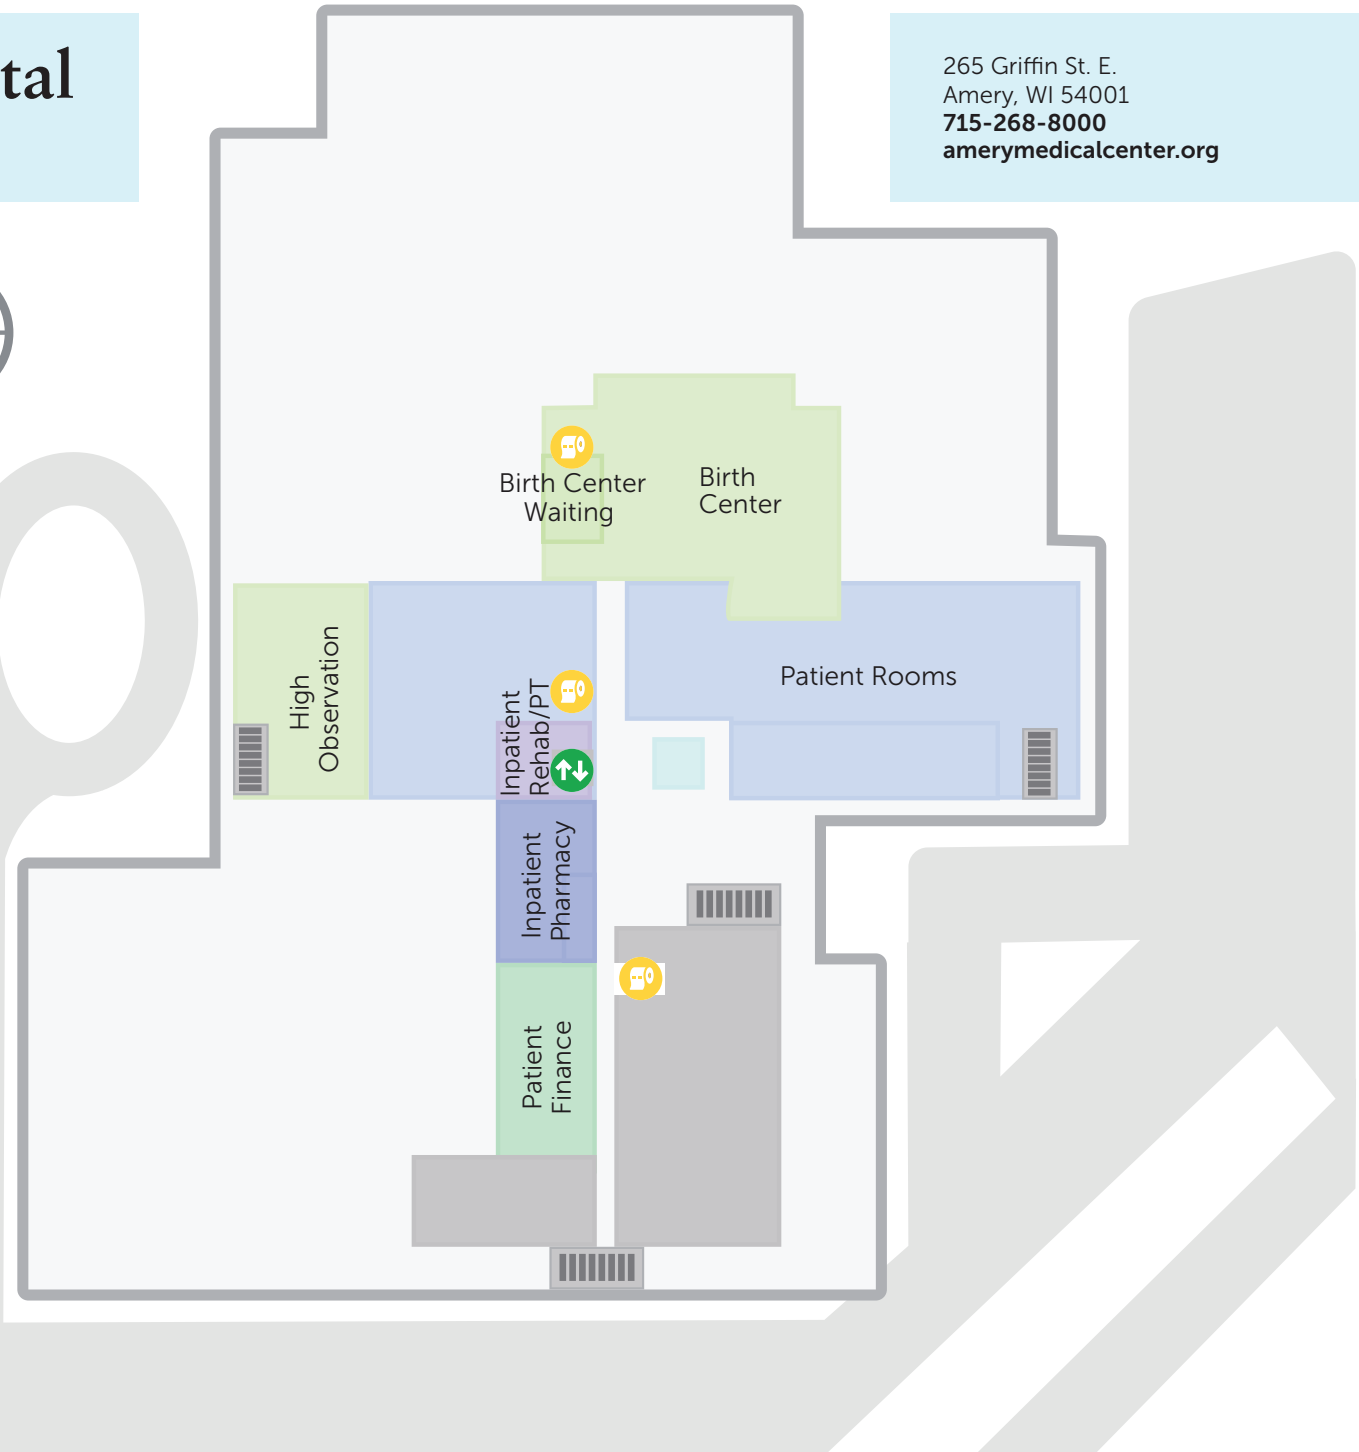 tal
265 Griffin St. E.
Amery, WI 54001
715-268-8000
amerymedicalcenter.org
Birth Center
Waiting
Birth
Center
High
Observation
Inpatient
Rehab/PT
Patient Rooms
Inpatient
Pharmacy
Patient
Finance